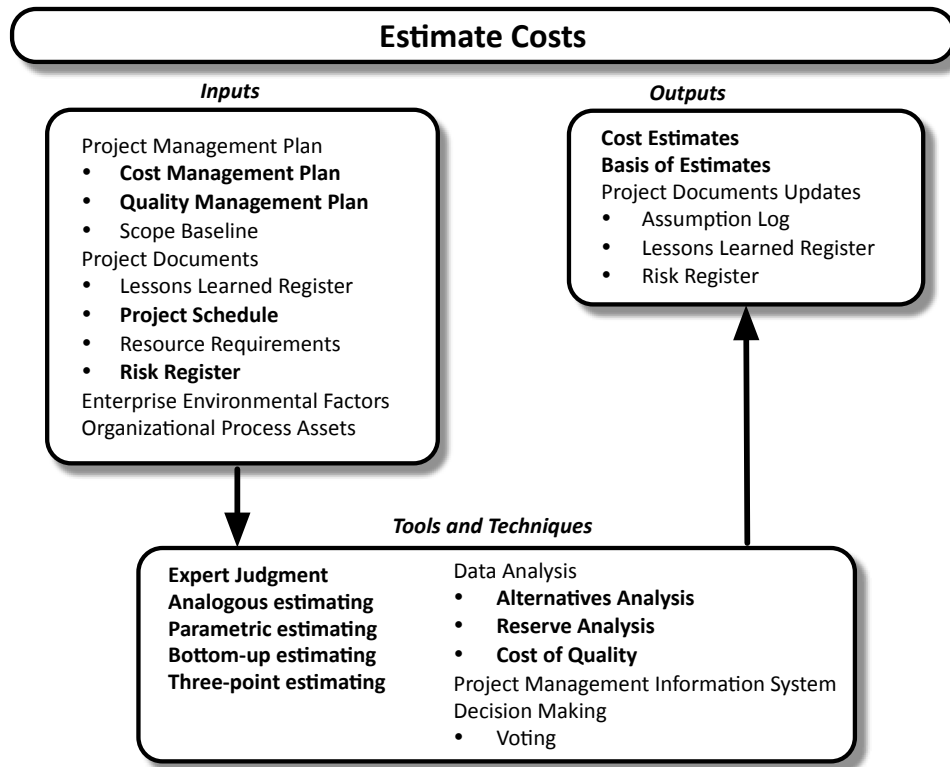 Estimate Costs
Inputs
Project Management Plan
• Cost Management Plan
• Quality Management Plan
• Scope Baseline
Project Documents
• Lessons Learned Register
• Project Schedule
• Resource Requirements
• Risk Register
Enterprise Environmental Factors
Organizational Process Assets
Outputs
Cost Estimates
Basis of Estimates
Project Documents Updates
• Assumption Log
• Lessons Learned Register
• Risk Register
Tools and Techniques
Expert Judgment
Analogous estimating
Parametric estimating
Bottom-up estimating
Three-point estimating
Data Analysis
• Alternatives Analysis
• Reserve Analysis
• Cost of Quality
Project Management Information System
Decision Making
• Voting